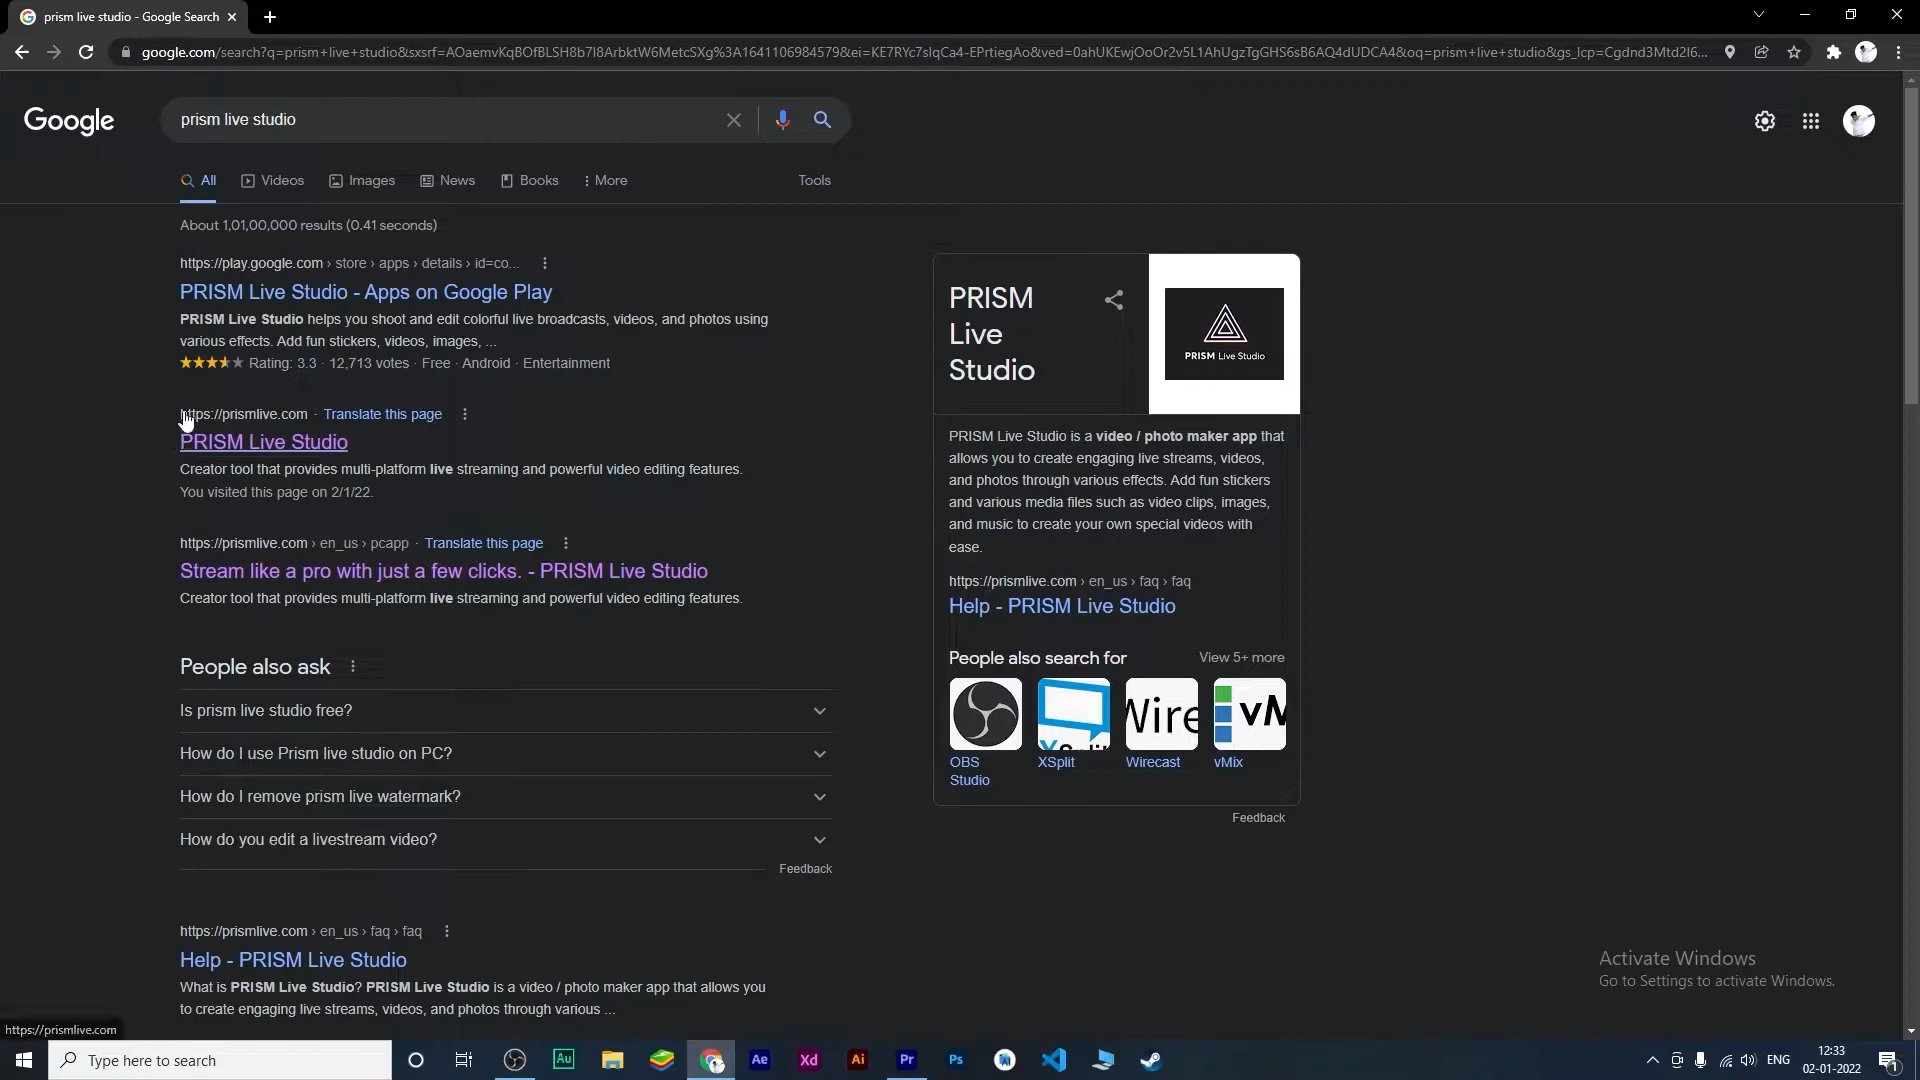 prism live studio - Google Search
google.com/search?q=prism+live+studio&sxsrf=AOaemvKqBOfBLSH8b7I8ArbktW6MetcSXg%3A1641106984579&ei=KE7RYc7slqCa4-EPrtiegAo&ved=0ahUKEwjOoOr2v5L1AhUgzTgGHS6sB6AQ4dUDCA4&oq=prism+live+studio&gs_lcp=Cgdnd3Mtd2l6...
Google
prism live studio
All
Videos
Images
News
Books
More
Tools
About 1,01,00,000 results (0.41 seconds)
https://play.google.com › store › apps › details › id=co...
PRISM Live Studio - Apps on Google Play
PRISM Live Studio helps you shoot and edit colorful live broadcasts, videos, and photos using
various effects. Add fun stickers, videos, images, ...
Rating: 3.3 · 12,713 votes · Free · Android · Entertainment
https://prismlive.com · Translate this page
PRISM Live Studio
Creator tool that provides multi-platform live streaming and powerful video editing features.
You visited this page on 2/1/22.
https://prismlive.com › en_us › pcapp · Translate this page
Stream like a pro with just a few clicks. - PRISM Live Studio
Creator tool that provides multi-platform live streaming and powerful video editing features.
People also ask
Is prism live studio free?
How do I use Prism live studio on PC?
How do I remove prism live watermark?
How do you edit a livestream video?
Feedback
https://prismlive.com › en_us › faq › faq
Help - PRISM Live Studio
What is PRISM Live Studio? PRISM Live Studio is a video / photo maker app that allows you
to create engaging live streams, videos, and photos through various ...
PRISM
Live
Studio
PRISM Live Studio
PRISM Live Studio is a video / photo maker app that
allows you to create engaging live streams, videos,
and photos through various effects. Add fun stickers
and various media files such as video clips, images,
and music to create your own special videos with
ease.
https://prismlive.com › en_us › faq › faq
Help - PRISM Live Studio
People also search for
View 5+ more
XSplit
Wire
vM
OBS
Studio
XSplit
Wirecast
vMix
Feedback
Activate Windows
Go to Settings to activate Windows.
https://prismlive.com
Type here to search
Au
Ae
Xd
Ai
Pr
Ps
ENG
12:33
02-01-2022
1